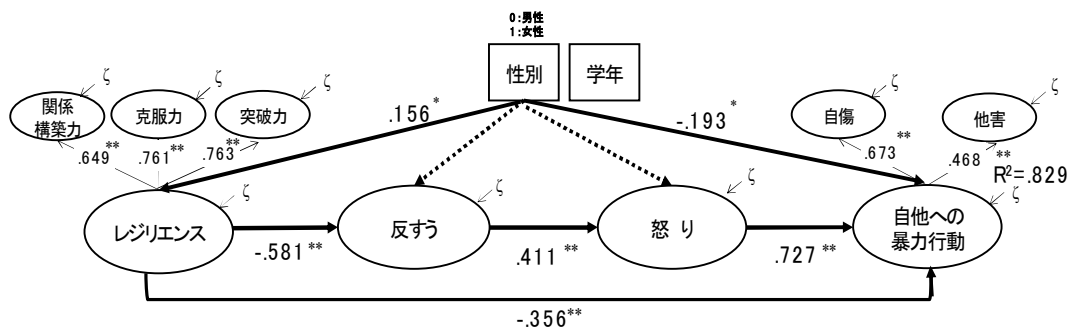 0:男性
1:女性
性別
学年
ζ
ζ
ζ
ζ
ζ
関係
構築力
克服力
突破力
自傷
他害
.156*
-.193*
.649**
.761**
.763**
.673**
.468**
R²=.829
ζ
ζ
ζ
ζ
レジリエンス
反すう
怒り
自他への
暴力行動
-.581**
.411**
.727**
-.356**